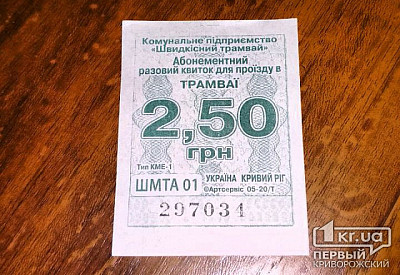 Комунальне підприємство
«Швидкісний трамвай»
Абонементний
разовий квиток для проїзду в
ТРАМВАЇ
2,50
грн
Тип КМЕ-1
ШМТА 01
УКРАЇНА КРИВИЙ РІГ
©Артсервіс 05-20/Т
297034
1kr.ua
ПЕРВЫЙ
КРИВОРОЖСКИЙ